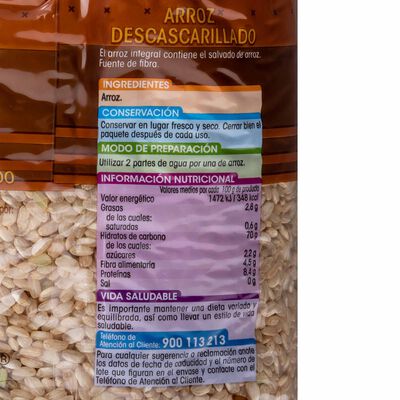 ARROZ
DESCASCARILLADO
El arroz integral contiene el salvado de arroz.
Fuente de fibra.
INGREDIENTES
Arroz.
CONSERVACIÓN
Conservar en lugar fresco y seco. Cerrar bien el
paquete después de cada uso.
MODO DE PREPARACIÓN
Utilizar 2 partes de agua por una de arroz.
INFORMACIÓN NUTRICIONAL
Valores medios por cada 100 g de producto
Valor energético 1472 kJ / 348 kcal
Grasas 2,8 g
de las cuales:
saturadas 0,6 g
Hidratos de carbono 70 g
de los cuales:
azúcares 2,2 g
Fibra alimentaria 4,5 g
Proteínas 8,4 g
Sal 0 g
VIDA SALUDABLE
Es importante mantener una dieta variada y
equilibrada, así como llevar un estilo de vida
saludable.
Teléfono de
Atención al Cliente: 900 113 213
Para cualquier sugerencia o reclamación anote
los datos de fecha de caducidad y el número de
lote que figuran en el envase y contacte con el
Teléfono de Atención al Cliente.
DO
por:
®